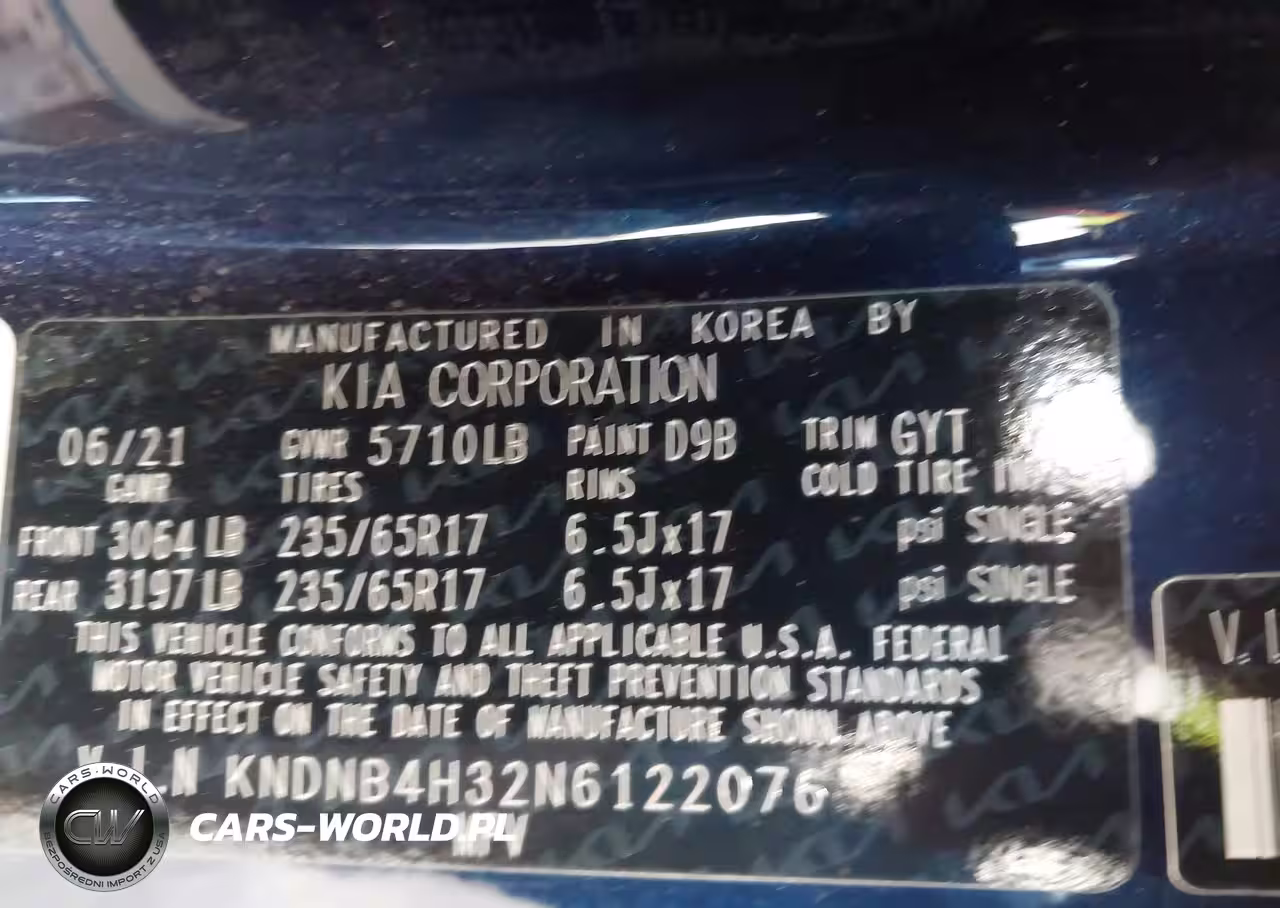 MANUFACTURED IN KOREA BY
KIA CORPORATION
06/21 GVWR 5710LB PAINT D9B TRIM GYT
GAWR TIRES RIMS COLD TIRE
FRONT 3064 LB 235/65R17 6.5Jx17 psi SINGLE
REAR 3197 LB 235/65R17 6.5Jx17 psi SINGLE
THIS VEHICLE CONFORMS TO ALL APPLICABLE U.S.A. FEDERAL
MOTOR VEHICLE SAFETY AND THEFT PREVENTION STANDARDS
IN EFFECT ON THE DATE OF MANUFACTURE SHOWN ABOVE
V I N KNDNB4H32N6122076
MPV
V.I
CARS-WORLD
CW
BEZPOŚREDNI IMPORT Z USA
CARS-WORLD.PL